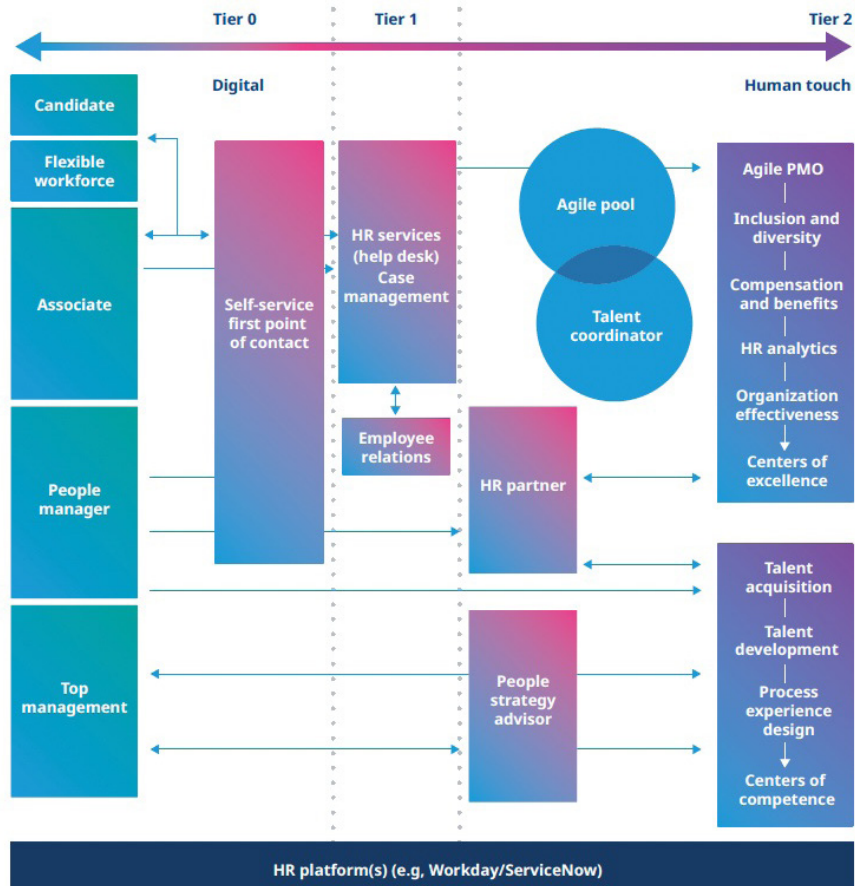 Tier 0
Tier 1
Tier 2
Digital
Human touch
Candidate
Flexible
workforce
Associate
People
manager
Top
management
Self-service
first point
of contact
HR services
(help desk)
Case
management
Employee
relations
Agile pool
Talent
coordinator
HR partner
People
strategy
advisor
Agile PMO
Inclusion and
diversity
Compensation
and benefits
HR analytics
Organization
effectiveness
Centers of
excellence
Talent
acquisition
Talent
development
Process
experience
design
Centers of
competence
HR platform(s) (e.g, Workday/ServiceNow)